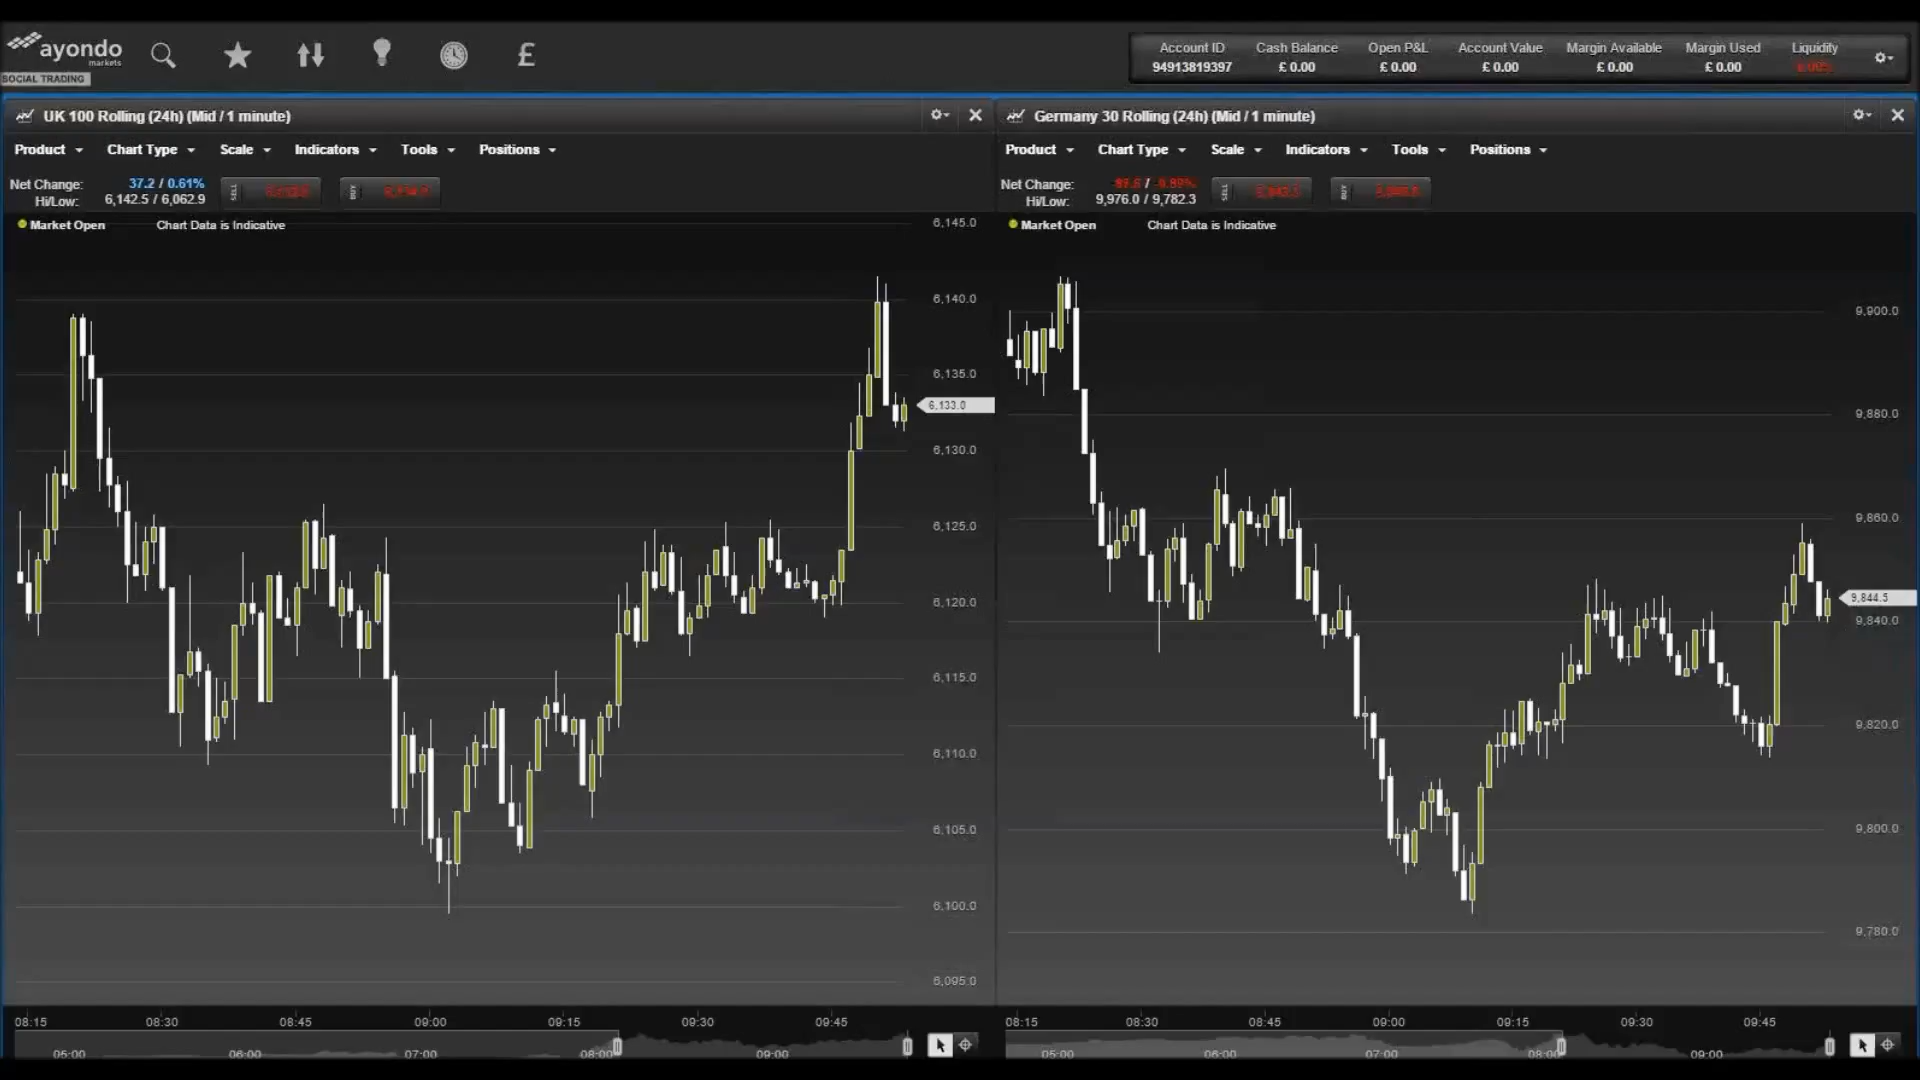 ayondo
markets
SOCIAL TRADING
£
Account ID
94913819397
Cash Balance
£ 0.00
Open P&L
£ 0.00
Account Value
£ 0.00
Margin Available
£ 0.00
Margin Used
£ 0.00
Liquidity
UK 100 Rolling (24h) (Mid / 1 minute)
Product Chart Type Scale Indicators Tools Positions
Net Change: 37.2 / 0.61%
Hi/Low: 6,142.5 / 6,062.9
SELL
BUY
Market Open Chart Data is Indicative
6,145.0
6,140.0
6,135.0
6,133.0
6,130.0
6,125.0
6,120.0
6,115.0
6,110.0
6,105.0
6,100.0
6,095.0
08:15 08:30 08:45 09:00 09:15 09:30 09:45
05:00 06:00 07:00 08:00 09:00
Germany 30 Rolling (24h) (Mid / 1 minute)
Product Chart Type Scale Indicators Tools Positions
Net Change:
Hi/Low: 9,976.0 / 9,782.3
SELL
BUY
Market Open Chart Data is Indicative
9,900.0
9,880.0
9,860.0
9,844.5
9,840.0
9,820.0
9,800.0
9,780.0
08:15 08:30 08:45 09:00 09:15 09:30 09:45
05:00 06:00 07:00 08:00 09:00